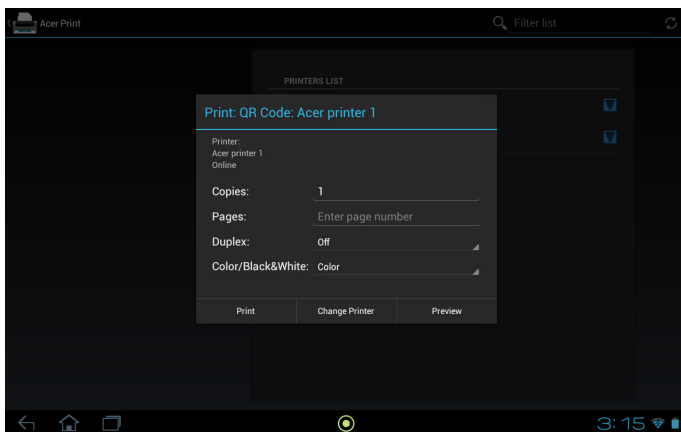 Acer Print
Filter list
PRINTERS LIST
Print: QR Code: Acer printer 1
Printer:
Acer printer 1
Online
Copies: 1
Pages: Enter page number
Duplex: Off
Color/Black&White: Color
Print Change Printer Preview
3:15